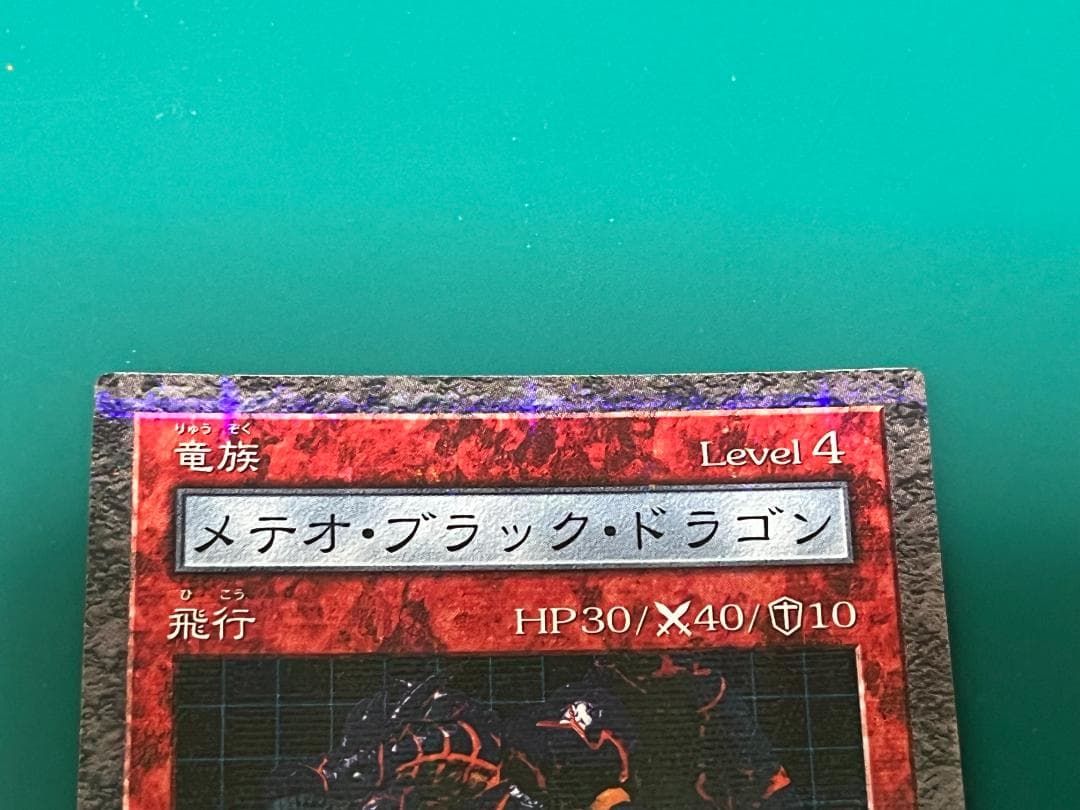 りゅう ぞく
竜族 Level 4
メテオ・ブラック・ドラゴン
ひ こう
飛行 HP30/⚔40/🛡10